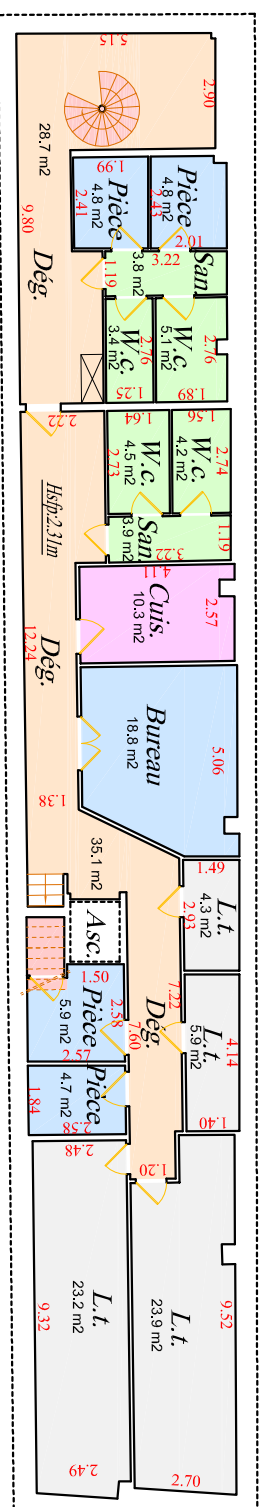 5.15
2.90
28.7 m2
9.80
Dég.
1.99
Pièce
4.8 m2
2.41
Pièce
4.8 m2
2.43
2.01
San.
3.8 m2
3.22
1.19
W.c.
3.4 m2
2.76
1.25
W.c.
5.1 m2
2.76
1.89
2.22
1.64
W.c.
4.5 m2
2.73
1.56
W.c.
4.2 m2
2.74
San.
3.9 m2
3.22
1.19
Hsfp:2.31m
Dég.
12.24
1.38
35.1 m2
4.11
Cuis.
10.3 m2
2.57
Bureau
18.8 m2
5.06
1.49
L.t.
4.3 m2
2.93
Asc.
1.50
Pièce
5.9 m2
2.58
2.57
Dég.
7.22
7.60
1.20
L.t.
5.9 m2
4.14
1.40
Pièce
4.7 m2
1.84
2.58
2.48
L.t.
23.2 m2
9.32
2.49
L.t.
23.9 m2
9.52
2.70